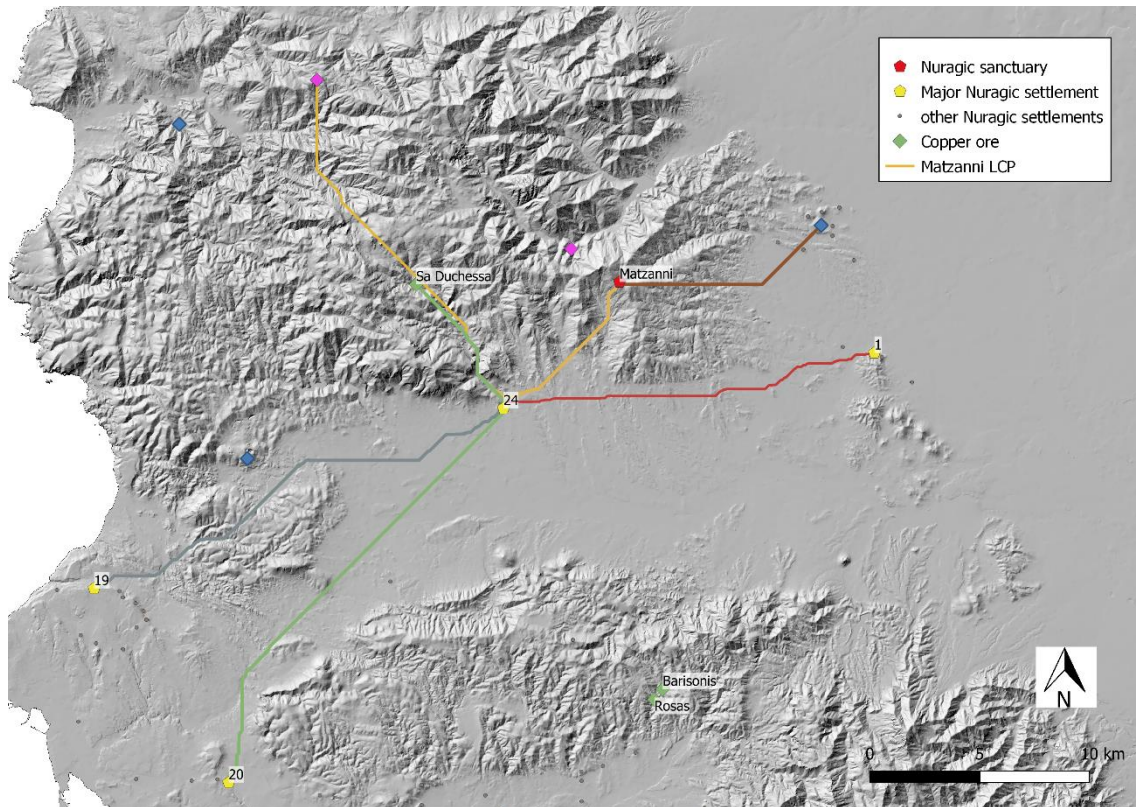 Nuragic sanctuary
Major Nuragic settlement
other Nuragic settlements
Copper ore
Matzanni LCP
Sa Duchessa
Matzanni
1
24
19
Barisonis
Rosas
20
N
0 5 10 km